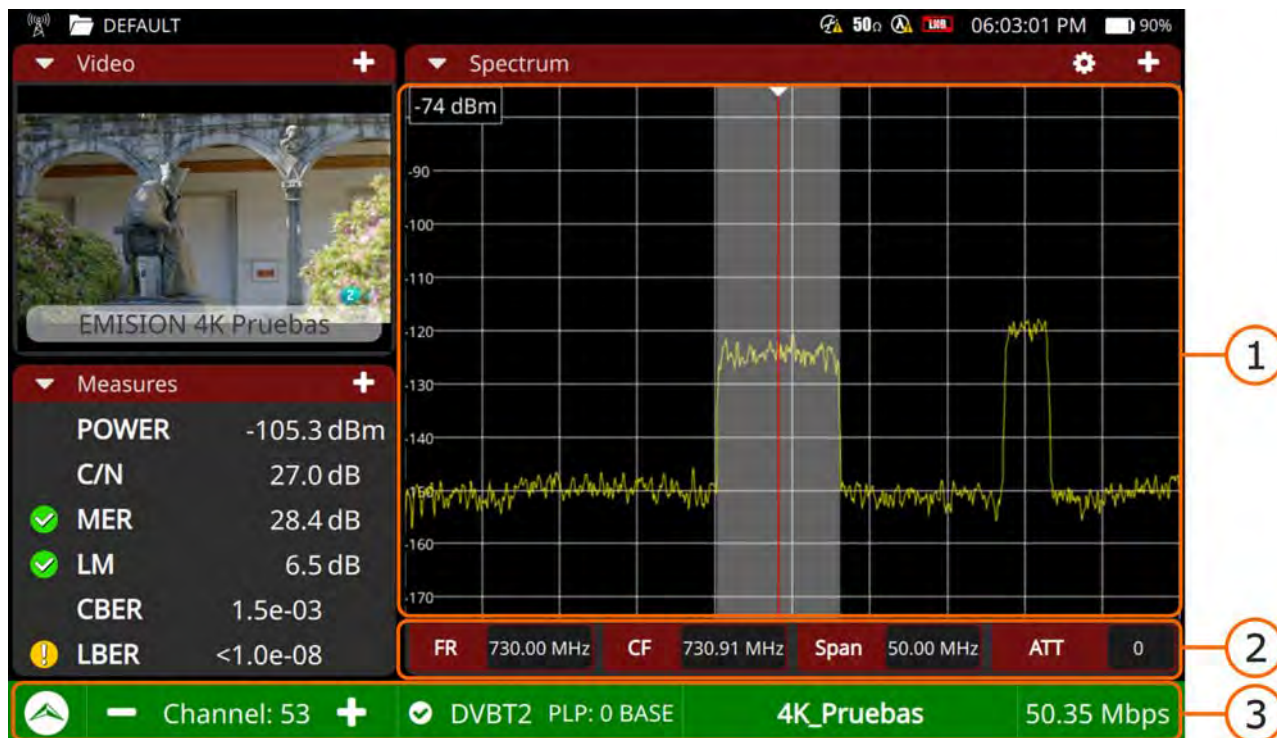 DEFAULT
50Ω LNB 06:03:01 PM 90%
Video
EMISION 4K Pruebas
2
Measures
POWER -105.3 dBm
C/N 27.0 dB
MER 28.4 dB
LM 6.5 dB
CBER 1.5e-03
LBER <1.0e-08
Spectrum
-74 dBm
-90
-100
-110
-120
-130
-140
-150
-160
-170
FR 730.00 MHz CF 730.91 MHz Span 50.00 MHz ATT 0
Channel: 53 DVBT2 PLP: 0 BASE 4K_Pruebas 50.35 Mbps
1
2
3